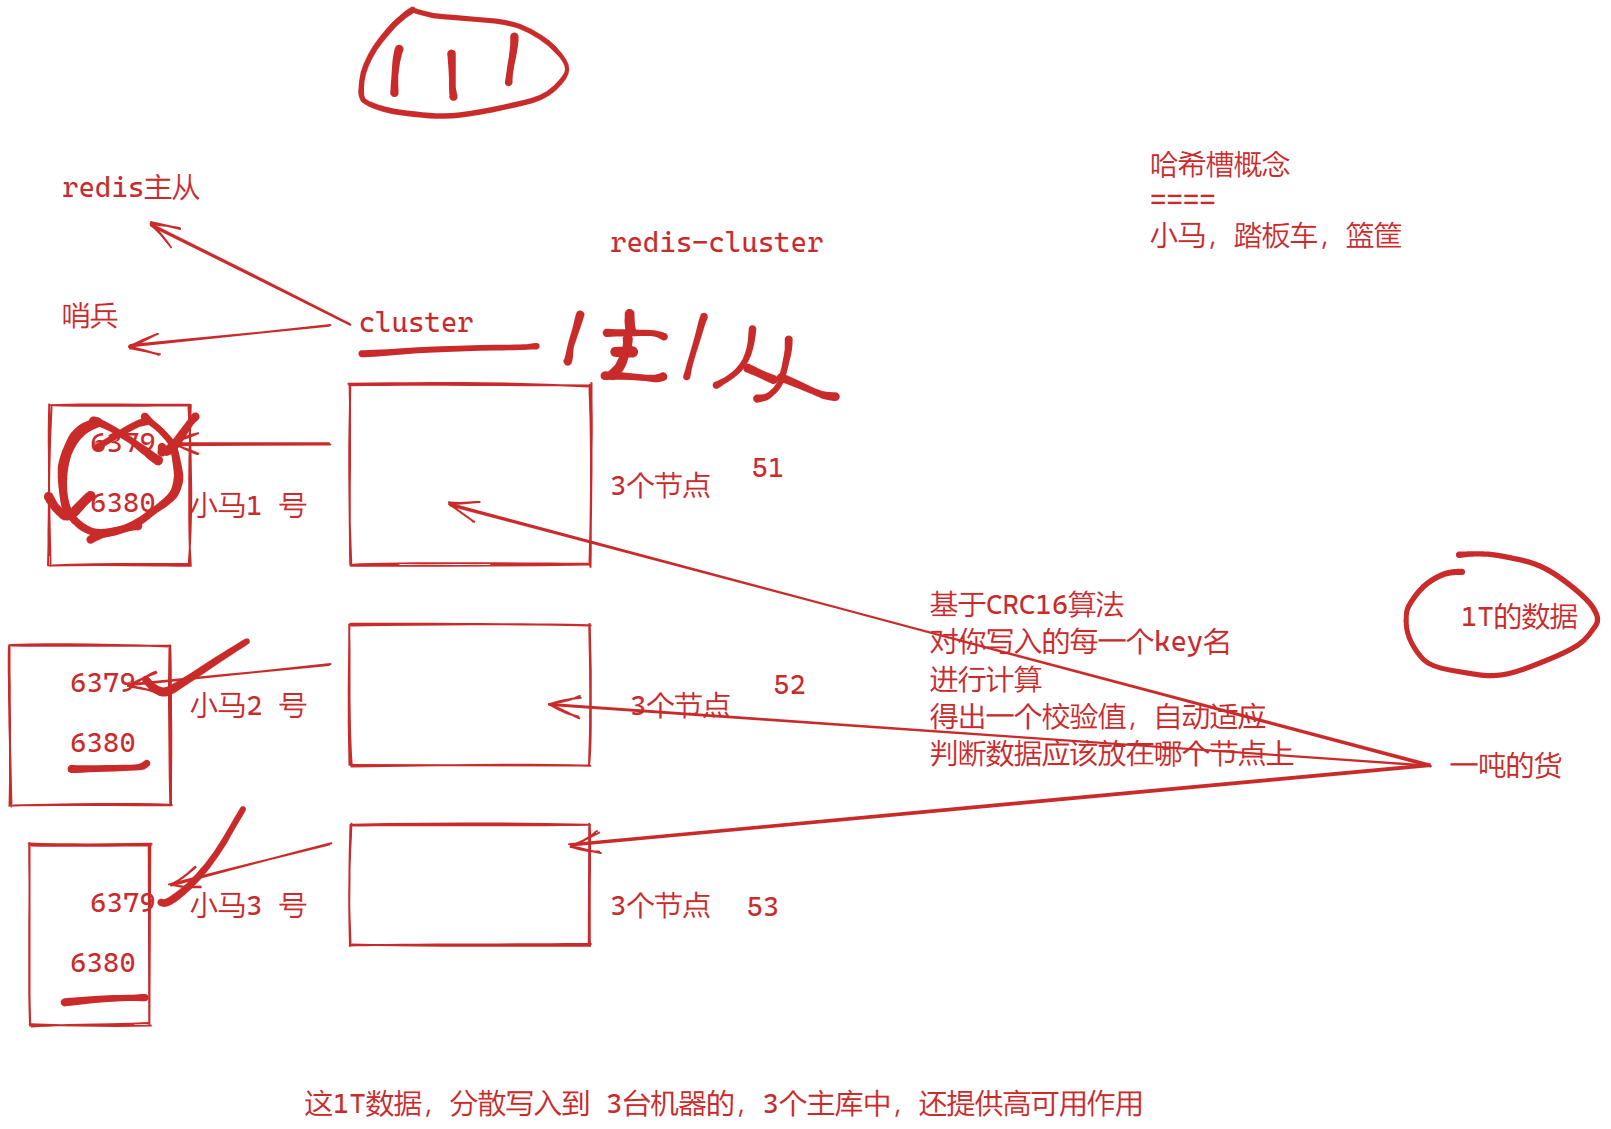 redis主从
哈希槽概念
====
小马，踏板车，篮筐
redis-cluster
哨兵
cluster
1主1从
6379
6380
小马1 号
3个节点
51
基于CRC16算法
对你写入的每一个key名
进行计算
得出一个校验值，自动适应
判断数据应该放在哪个节点上
1T的数据
一吨的货
6379
6380
小马2 号
3个节点
52
6379
6380
小马3 号
3个节点
53
这1T数据，分散写入到 3台机器的，3个主库中，还提供高可用作用